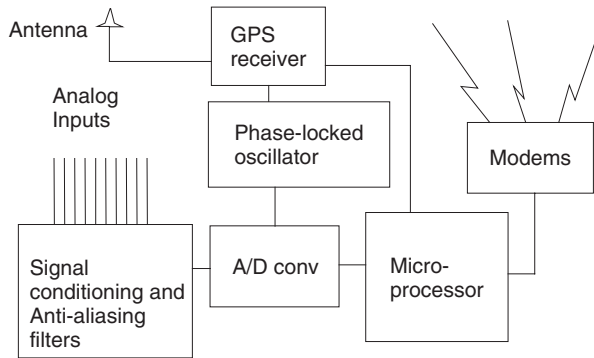 Antenna
GPS
receiver
Analog
Inputs
Phase-locked
oscillator
Modems
Signal
conditioning and
Anti-aliasing
filters
A/D conv
Micro-
processor